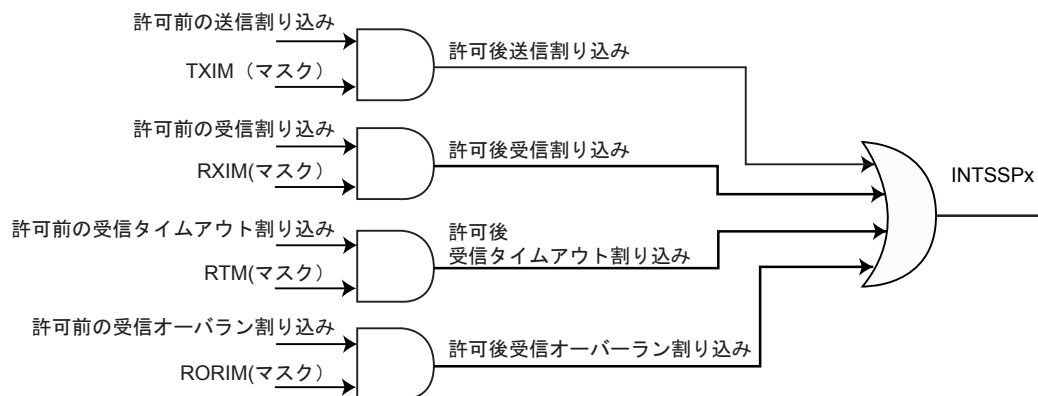 許可前の送信割り込み
TXIM（マスク）
許可後送信割り込み
許可前の受信割り込み
RXIM(マスク）
許可後受信割り込み
INTSSPx
許可前の受信タイムアウト割り込み
RTM(マスク）
許可後
受信タイムアウト割り込み
許可前の受信オーバラン割り込み
RORIM(マスク）
許可後受信オーバーラン割り込み